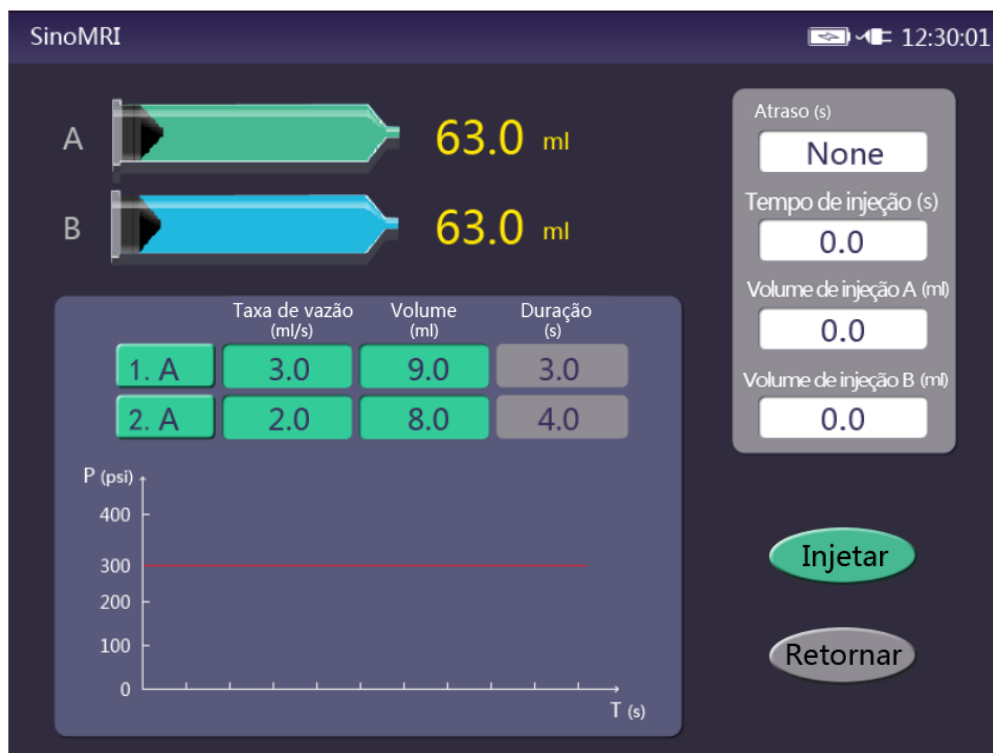 SinoMRI 12:30:01
A 63.0 ml
B 63.0 ml
Atraso (s)
None
Tempo de injeção (s)
0.0
Volume de injeção A (ml)
0.0
Volume de injeção B (ml)
0.0
Taxa de vazão Volume Duração
(ml/s) (ml) (s)
1. A 3.0 9.0 3.0
2. A 2.0 8.0 4.0
P (psi)
400
300
200
100
0
T (s)
Injetar
Retornar